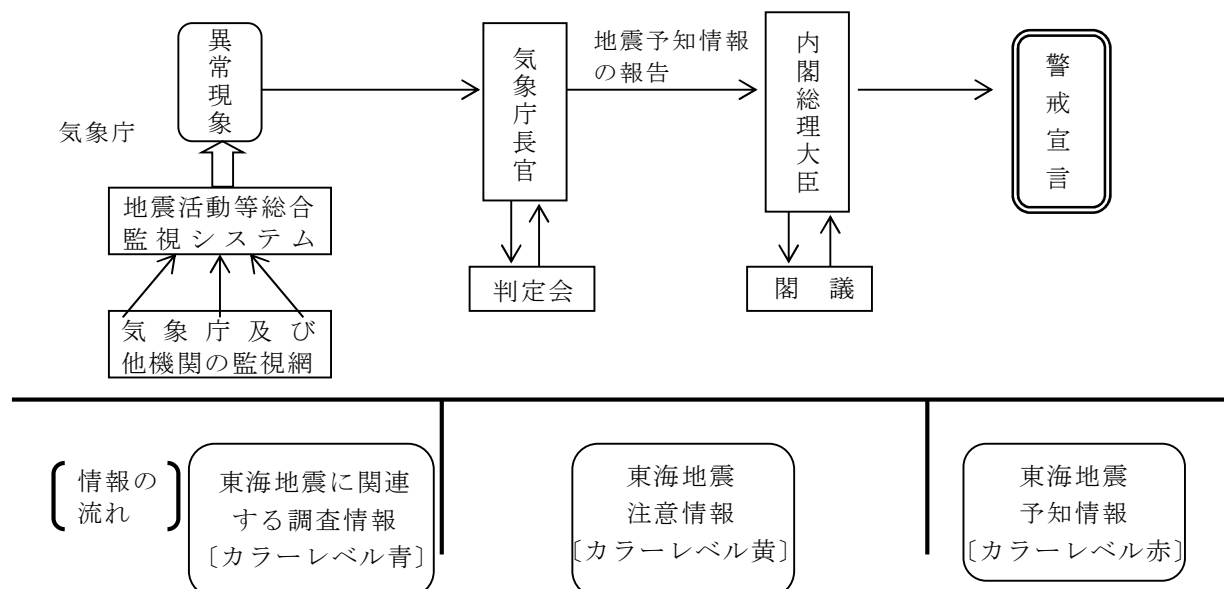 異常現象
気象庁長官
地震予知情報
の報告
内閣総理大臣
警戒宣言
気象庁
地震活動等総合
監視システム
判定会
閣　議
気象庁及び
他機関の監視網
情報の
流れ
東海地震に関連
する調査情報
〔カラーレベル青〕
東海地震
注意情報
〔カラーレベル黄〕
東海地震
予知情報
〔カラーレベル赤〕